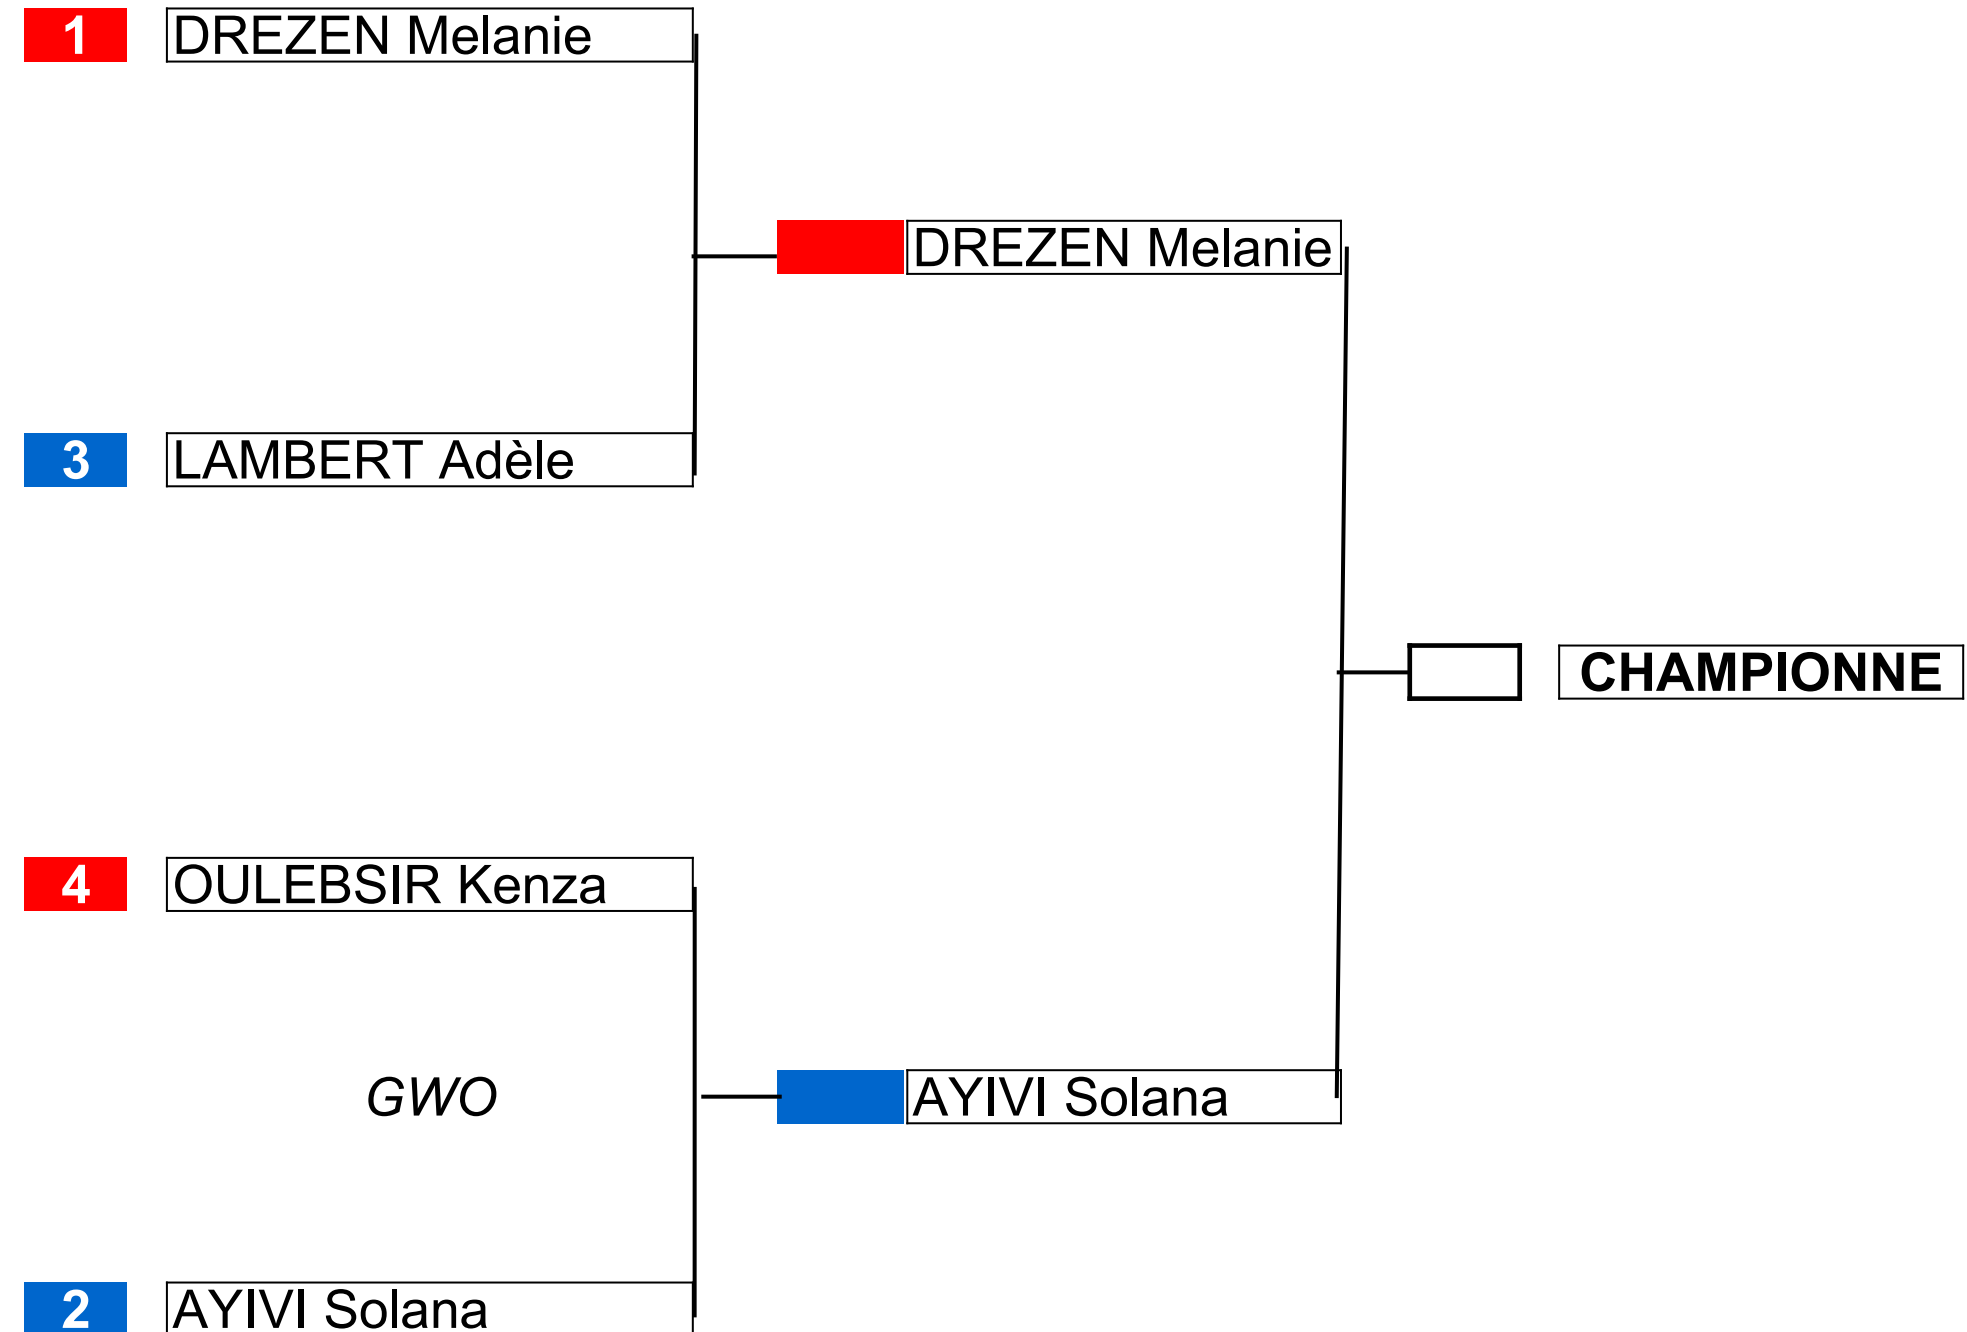 1 DREZEN Melanie
DREZEN Melanie
3 LAMBERT Adèle
CHAMPIONNE
4 OULEBSIR Kenza
GWO
AYIVI Solana
2 AYIVI Solana